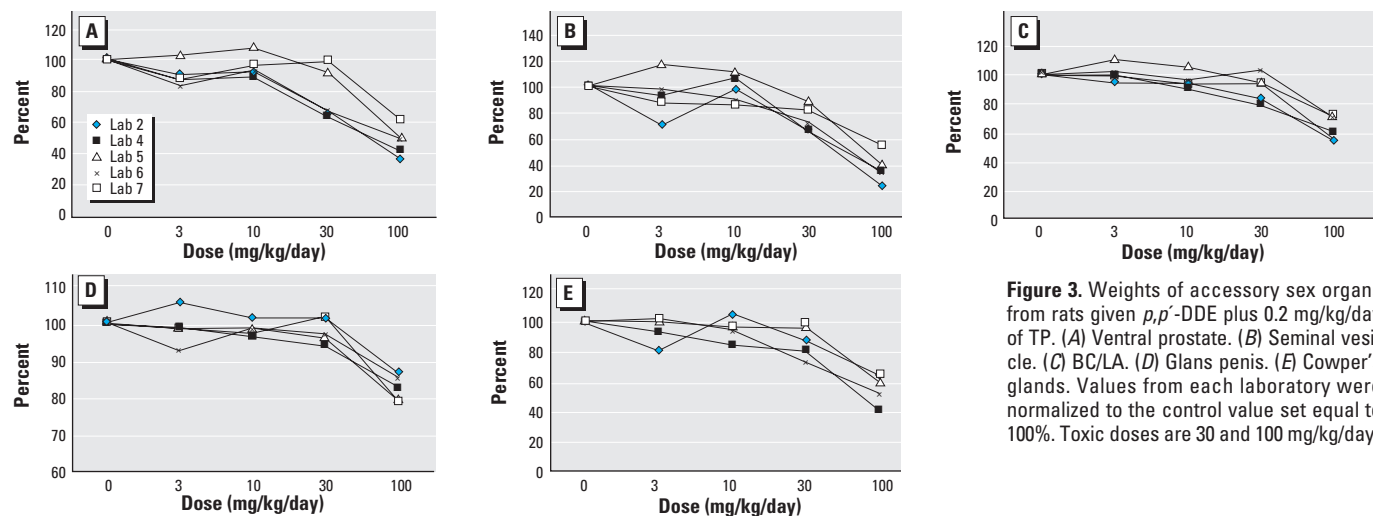 A
120
100
80
60
40
20
0
Percent
Lab 2
Lab 4
Lab 5
Lab 6
Lab 7
0 3 10 30 100
Dose (mg/kg/day)
B
140
120
100
80
60
40
20
0
Percent
0 3 10 30 100
Dose (mg/kg/day)
C
120
100
80
60
40
20
0
Percent
0 3 10 30 100
Dose (mg/kg/day)
D
110
100
90
80
70
60
Percent
0 3 10 30 100
Dose (mg/kg/day)
E
120
100
80
60
40
20
0
Percent
0 3 10 30 100
Dose (mg/kg/day)
Figure 3. Weights of accessory sex organ
from rats given p,p´-DDE plus 0.2 mg/kg/day
of TP. (A) Ventral prostate. (B) Seminal vesi
cle. (C) BC/LA. (D) Glans penis. (E) Cowper’
glands. Values from each laboratory were
normalized to the control value set equal to
100%. Toxic doses are 30 and 100 mg/kg/day